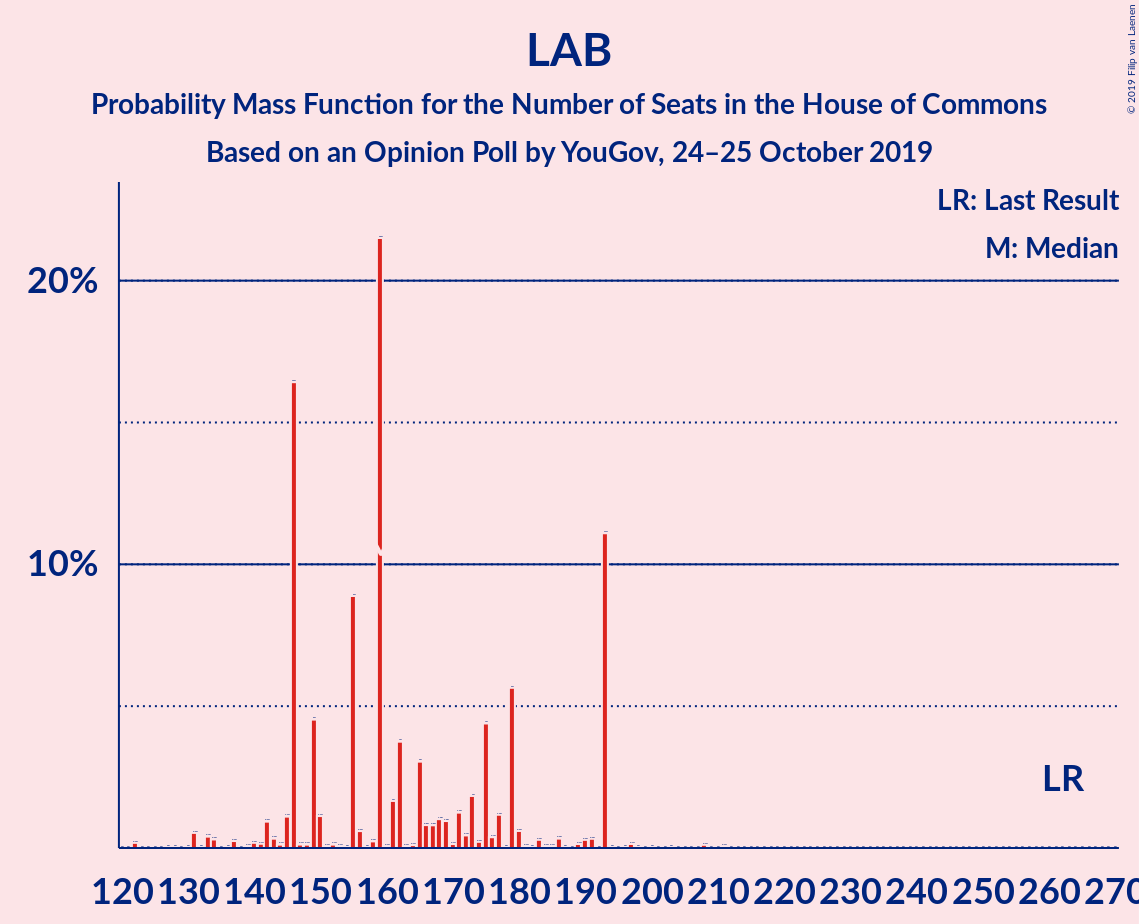 LAB
Probability Mass Function for the Number of Seats in the House of Commons
Based on an Opinion Poll by YouGov, 24–25 October 2019
© 2019 Filip van Laenen
LR: Last Result
M: Median
20%
10%
LR
120 130 140 150 160 170 180 190 200 210 220 230 240 250 260 270